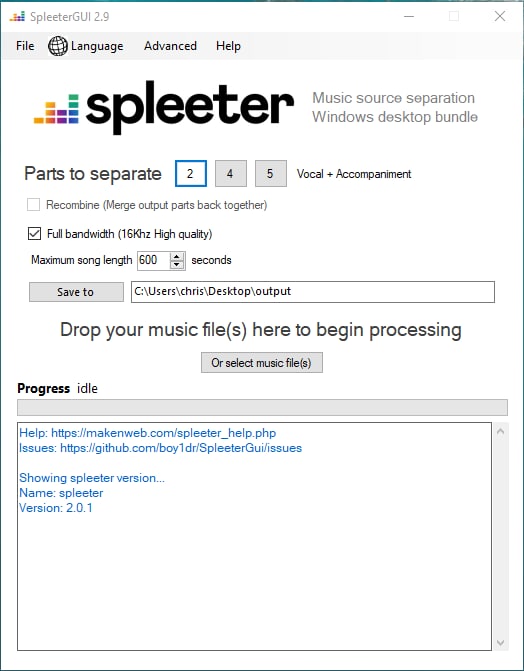 SpleeterGUI 2.9
File Language Advanced Help
spleeter
Music source separation
Windows desktop bundle
Parts to separate 2 4 5 Vocal + Accompaniment
Recombine (Merge output parts back together)
Full bandwidth (16Khz High quality)
Maximum song length 600 seconds
Save to C:\Users\chris\Desktop\output
Drop your music file(s) here to begin processing
Or select music file(s)
Progress idle
Help: https://makenweb.com/spleeter_help.php
Issues: https://github.com/boy1dr/SpleeterGui/issues
Showing spleeter version...
Name: spleeter
Version: 2.0.1